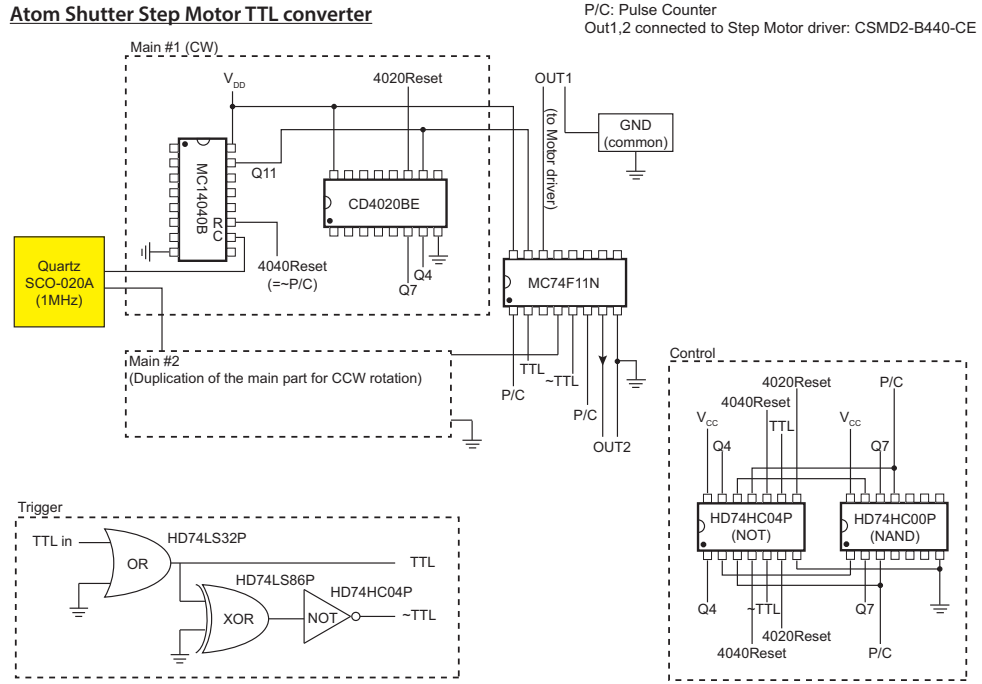 Atom Shutter Step Motor TTL converter
P/C: Pulse Counter
Out1,2 connected to Step Motor driver: CSMD2-B440-CE
Main #1 (CW)
VDD
4020Reset
OUT1
(to Motor driver)
GND
(common)
MC14040B
Q11
R
C
CD4020BE
4040Reset
(=~P/C)
Q4
Q7
Quartz
SCO-020A
(1MHz)
MC74F11N
Main #2
(Duplication of the main part for CCW rotation)
TTL
~TTL
P/C
P/C
OUT2
Control
4020Reset
P/C
4040Reset
VCC
TTL
VCC
Q4
Q7
HD74HC04P
(NOT)
HD74HC00P
(NAND)
Q4
~TTL
Q7
4020Reset
4040Reset
P/C
Trigger
TTL in
HD74LS32P
OR
TTL
HD74LS86P
HD74HC04P
XOR
NOT
~TTL